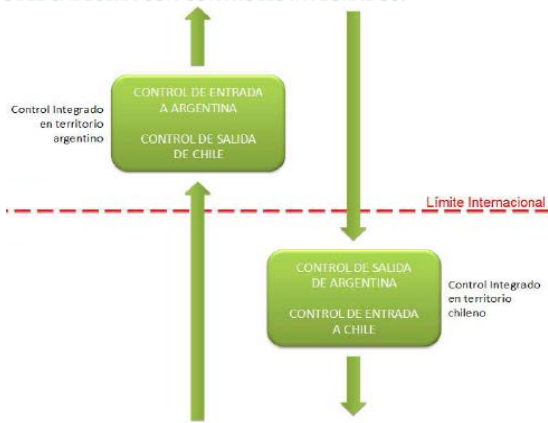 CONTROL DE ENTRADA
A ARGENTINA
CONTROL DE SALIDA
DE CHILE
Control Integrado
en territorio
argentino
Límite Internacional
CONTROL DE SALIDA
DE ARGENTINA
CONTROL DE ENTRADA
A CHILE
Control Integrado
en territorio
chileno